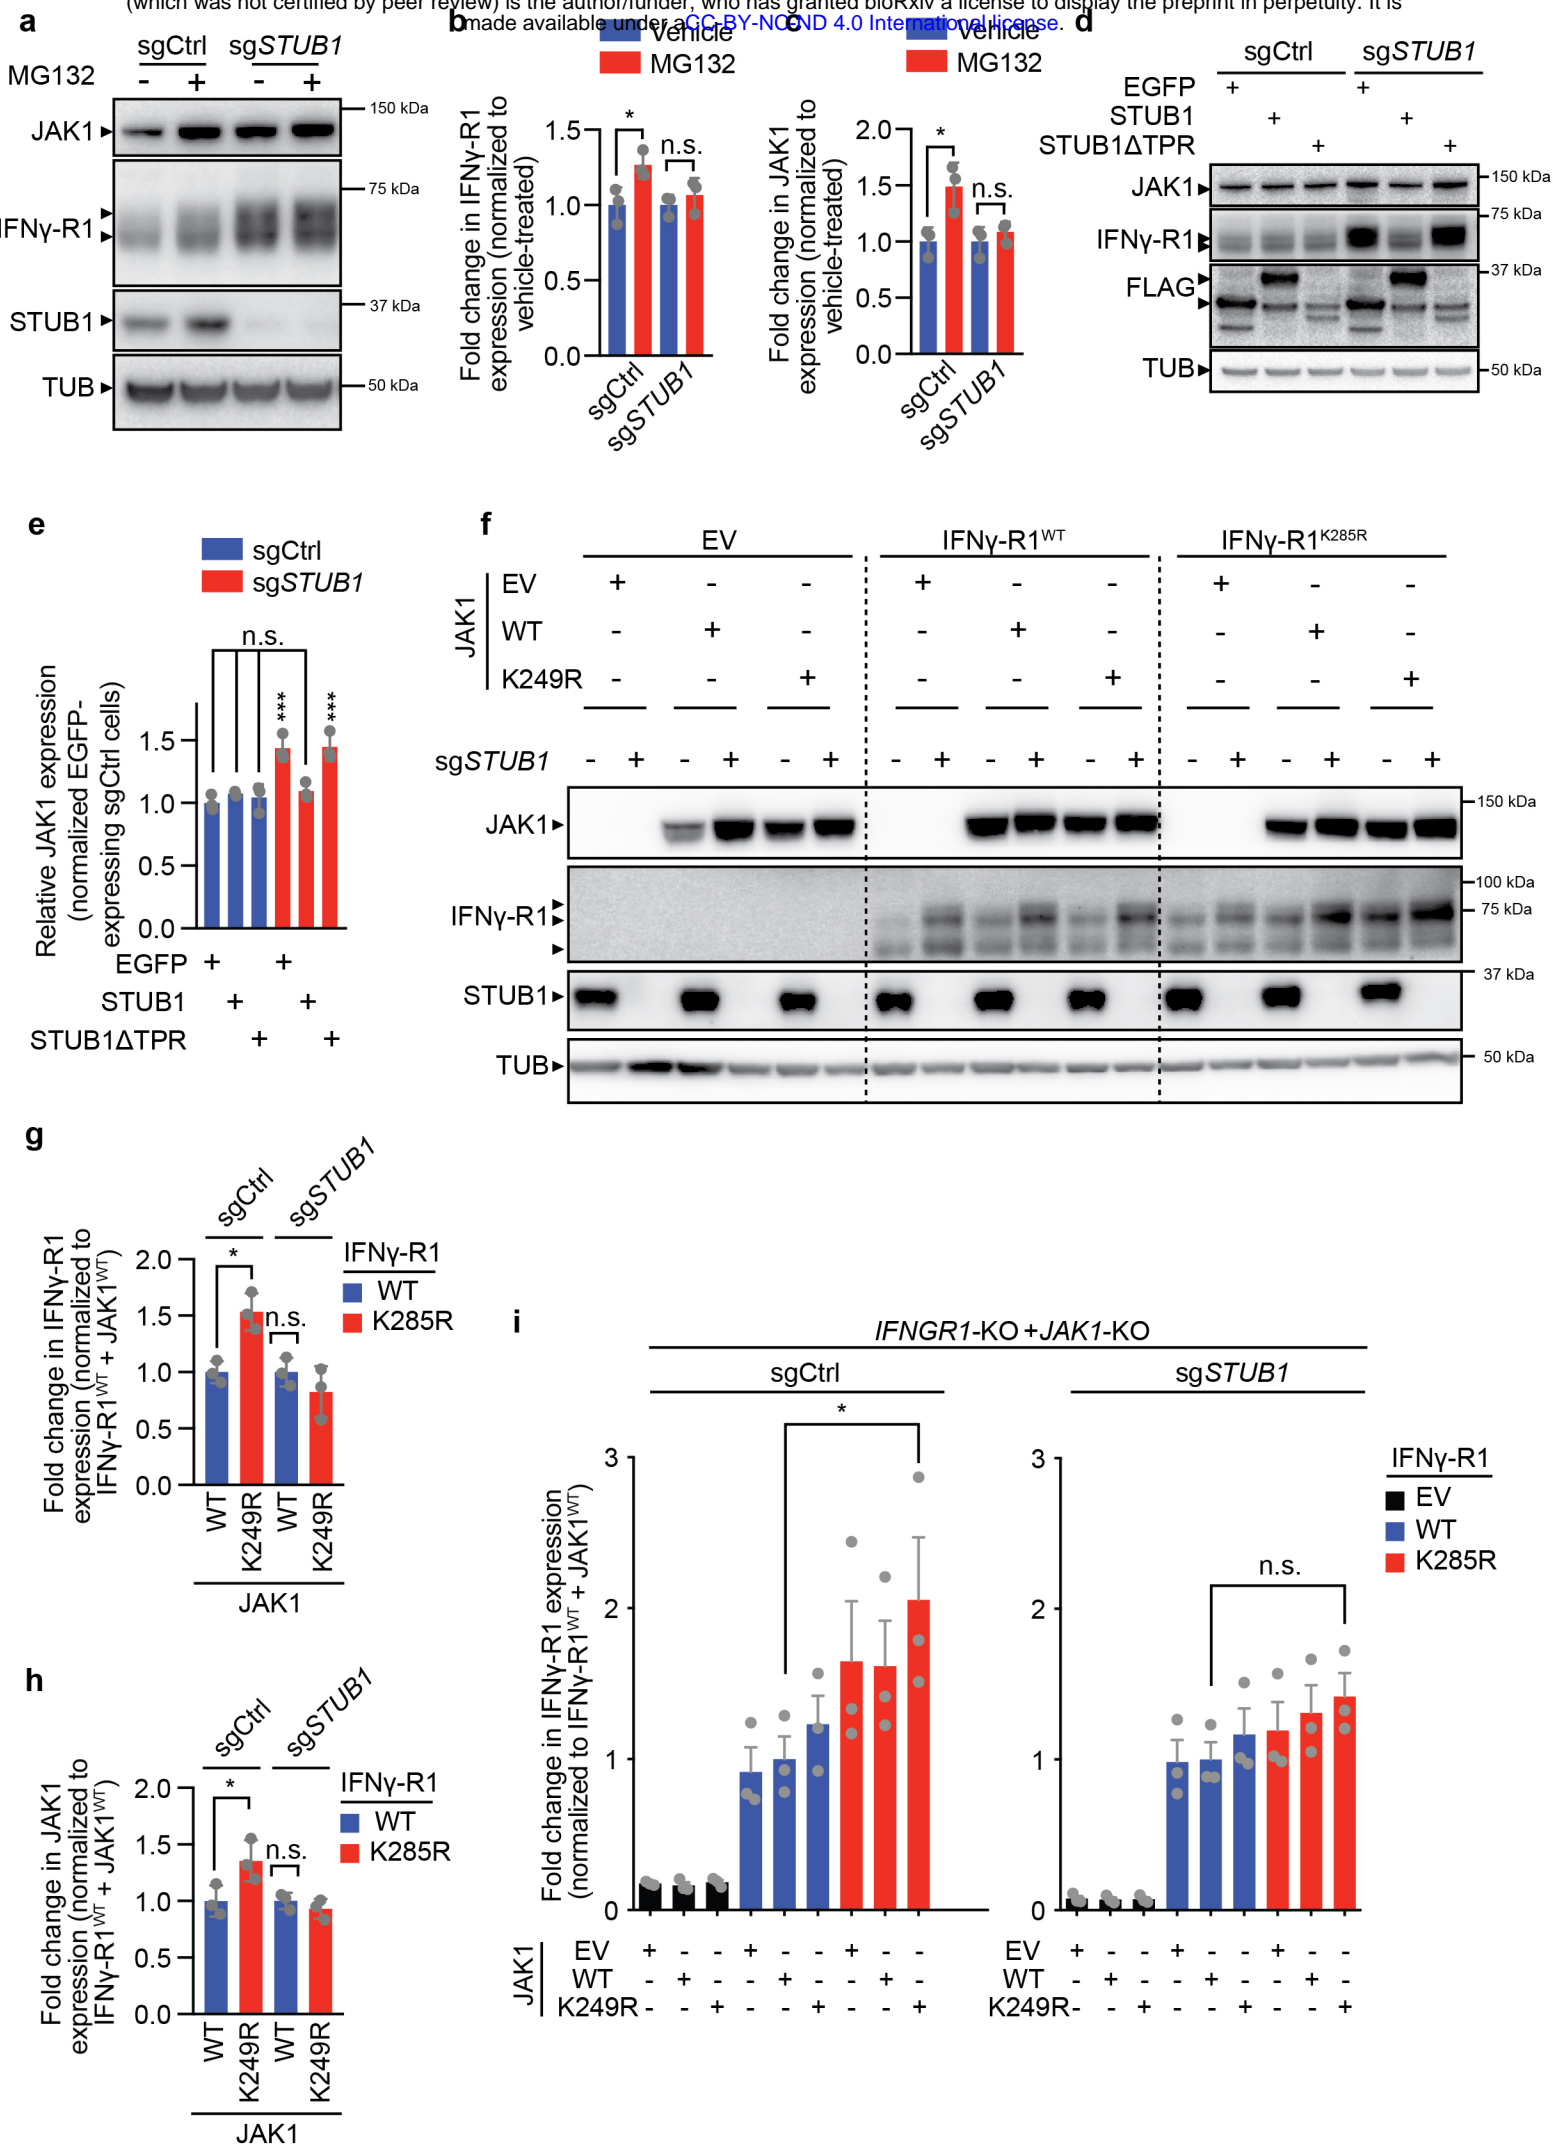 (which was not certified by peer review) is the author/funder, who has granted bioRxiv a license to display the preprint in perpetuity. It is
made available under aCC-BY-NC-ND 4.0 International license.
a
sgCtrl sgSTUB1
MG132 - + - +
JAK1
150 kDa
75 kDa
IFNγ-R1
STUB1
37 kDa
TUB
50 kDa
b
Vehicle
MG132
Fold change in IFNγ-R1
expression (normalized to
vehicle-treated)
1.5
1.0
0.5
0.0
*
n.s.
sgCtrl
sgSTUB1
c
Vehicle
MG132
Fold change in JAK1
expression (normalized to
vehicle-treated)
2.0
1.5
1.0
0.5
0.0
*
n.s.
sgCtrl
sgSTUB1
d
sgCtrl sgSTUB1
EGFP + +
STUB1 + +
STUB1ΔTPR + +
JAK1
150 kDa
IFNγ-R1
75 kDa
FLAG
37 kDa
TUB
50 kDa
e
sgCtrl
sgSTUB1
Relative JAK1 expression
(normalized EGFP-
expressing sgCtrl cells)
1.5
1.0
0.5
0.0
n.s.
***
***
EGFP + +
STUB1 + +
STUB1ΔTPR + +
f
EV IFNγ-R1WT IFNγ-R1K285R
JAK1
EV + - - + - - + - -
WT - + - - + - - + -
K249R - - + - - + - - +
sgSTUB1 - + - + - + - + - + - + - + - + - +
JAK1
150 kDa
IFNγ-R1
100 kDa
75 kDa
STUB1
37 kDa
TUB
50 kDa
g
sgCtrl
sgSTUB1
Fold change in IFNγ-R1
expression (normalized to
IFNγ-R1WT + JAK1WT)
2.0
1.5
1.0
0.5
0.0
*
n.s.
IFNγ-R1
WT
K285R
WT
K249R
WT
K249R
JAK1
h
sgCtrl
sgSTUB1
Fold change in JAK1
expression (normalized to
IFNγ-R1WT + JAK1WT)
2.0
1.5
1.0
0.5
0.0
*
n.s.
IFNγ-R1
WT
K285R
WT
K249R
WT
K249R
JAK1
i
IFNGR1-KO+JAK1-KO
sgCtrl sgSTUB1
Fold change in IFNγ-R1 expression
(normalized to IFNγ-R1WT + JAK1WT)
3
2
1
0
*
3
2
1
0
n.s.
IFNγ-R1
EV
WT
K285R
JAK1
EV + - - + - - + - -
WT - + - - + - - + -
K249R - - + - - + - - +
EV + - - + - - + - -
WT - + - - + - - + -
K249R - - + - - + - - +